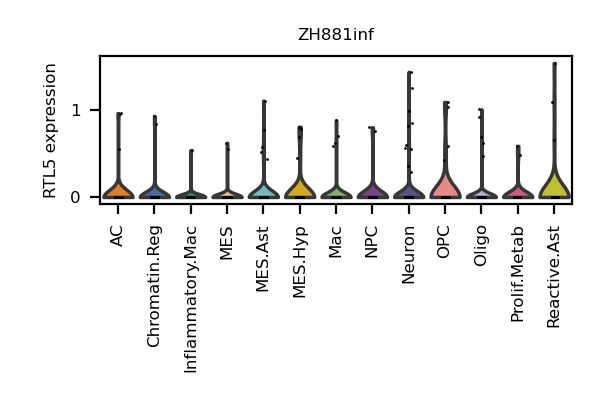 ZH881inf
RTL5 expression
1
0
AC
Chromatin.Reg
Inflammatory.Mac
MES
MES.Ast
MES.Hyp
Mac
NPC
Neuron
OPC
Oligo
Prolif.Metab
Reactive.Ast